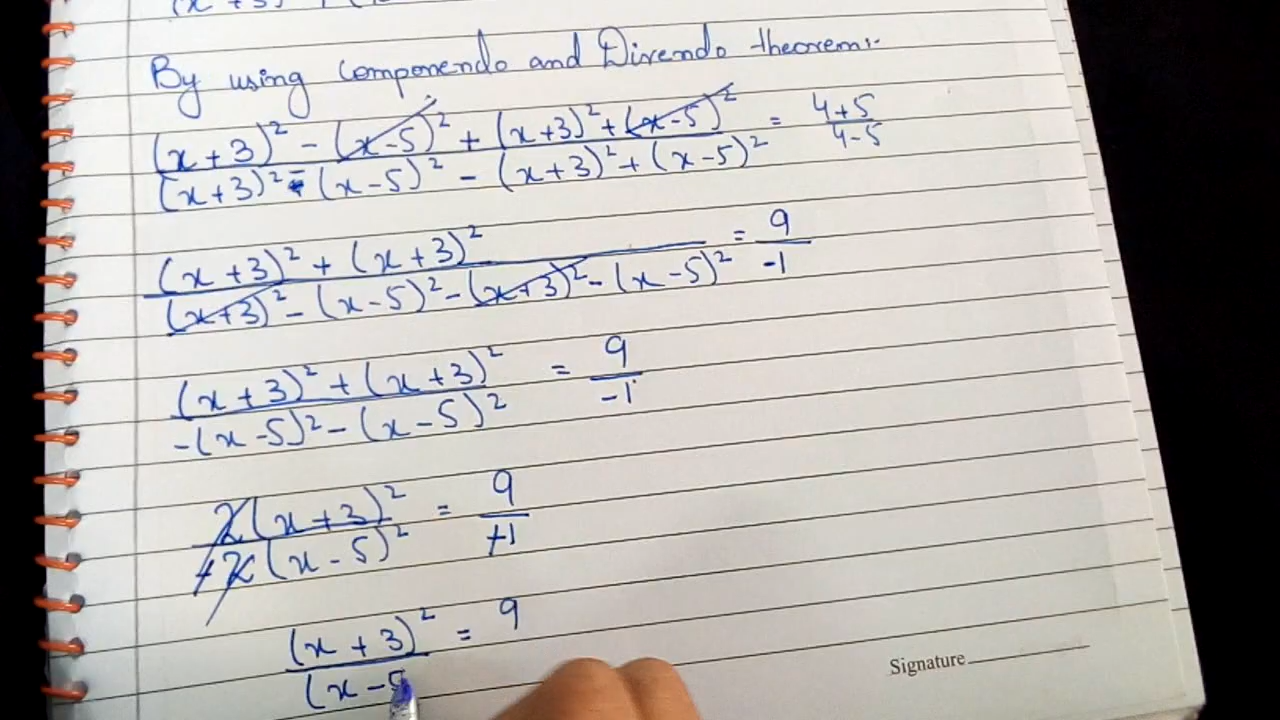 By using Componendo and Divendo theorem:-
(x+3)² - (x-5)² + (x+3)² + (x-5)² / (x+3)² - (x-5)² - (x+3)² + (x-5)² = 4+5 / 4-5
(x+3)² + (x+3)² / (x+3)² - (x-5)² - (x+3)² - (x-5)² = 9 / -1
(x+3)² + (x+3)² / -(x-5)² - (x-5)² = 9 / -1
2(x+3)² / -2(x-5)² = 9 / -1
(x+3)² / (x-5 = 9
Signature